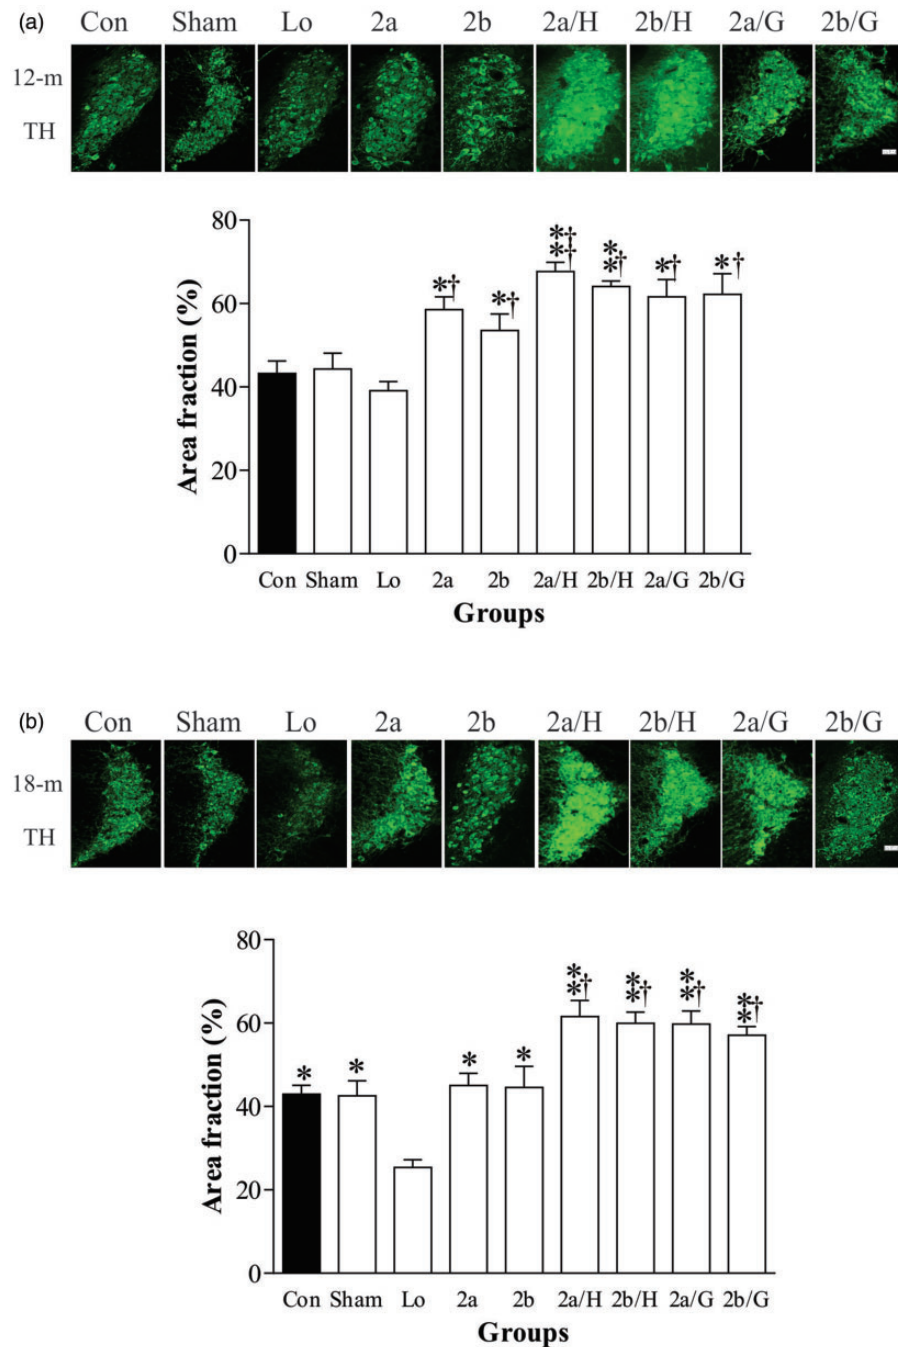 (a) Con Sham Lo 2a 2b 2a/H 2b/H 2a/G 2b/G
12-m
TH
80
60
40
20
0
Area fraction (%)
*† *† **‡‡ **† *† *†
Con Sham Lo 2a 2b 2a/H 2b/H 2a/G 2b/G
Groups
(b) Con Sham Lo 2a 2b 2a/H 2b/H 2a/G 2b/G
18-m
TH
80
60
40
20
0
Area fraction (%)
* * * * **† **† **† **†
Con Sham Lo 2a 2b 2a/H 2b/H 2a/G 2b/G
Groups